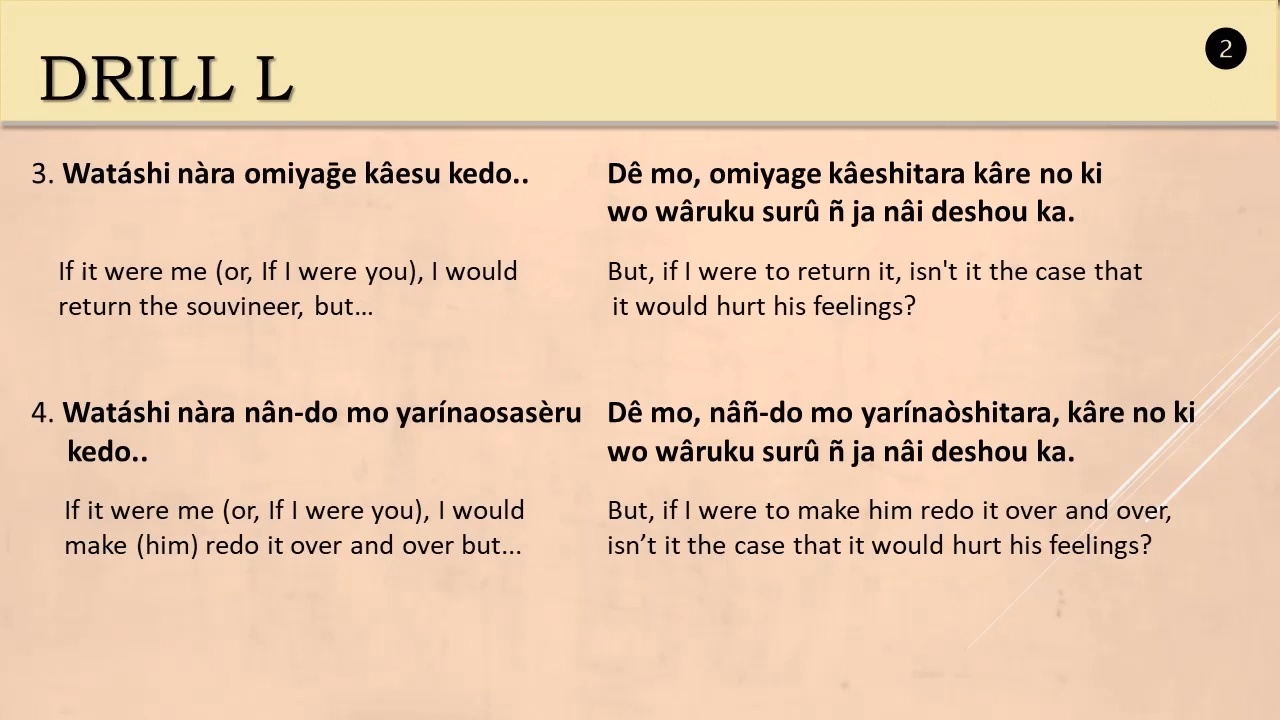 DRILL L
2
3. Watáshi nàra omiyaḡe kâesu kedo..
Dê mo, omiyage kâeshitara kâre no ki
wo wâruku surû ñ ja nâi deshou ka.
If it were me (or, If I were you), I would
return the souvineer, but…
But, if I were to return it, isn't it the case that
it would hurt his feelings?
4. Watáshi nàra nân-do mo yarínaosasèru
kedo..
Dê mo, nâñ-do mo yarínaòshitara, kâre no ki
wo wâruku surû ñ ja nâi deshou ka.
If it were me (or, If I were you), I would
make (him) redo it over and over but...
But, if I were to make him redo it over and over,
isn’t it the case that it would hurt his feelings?